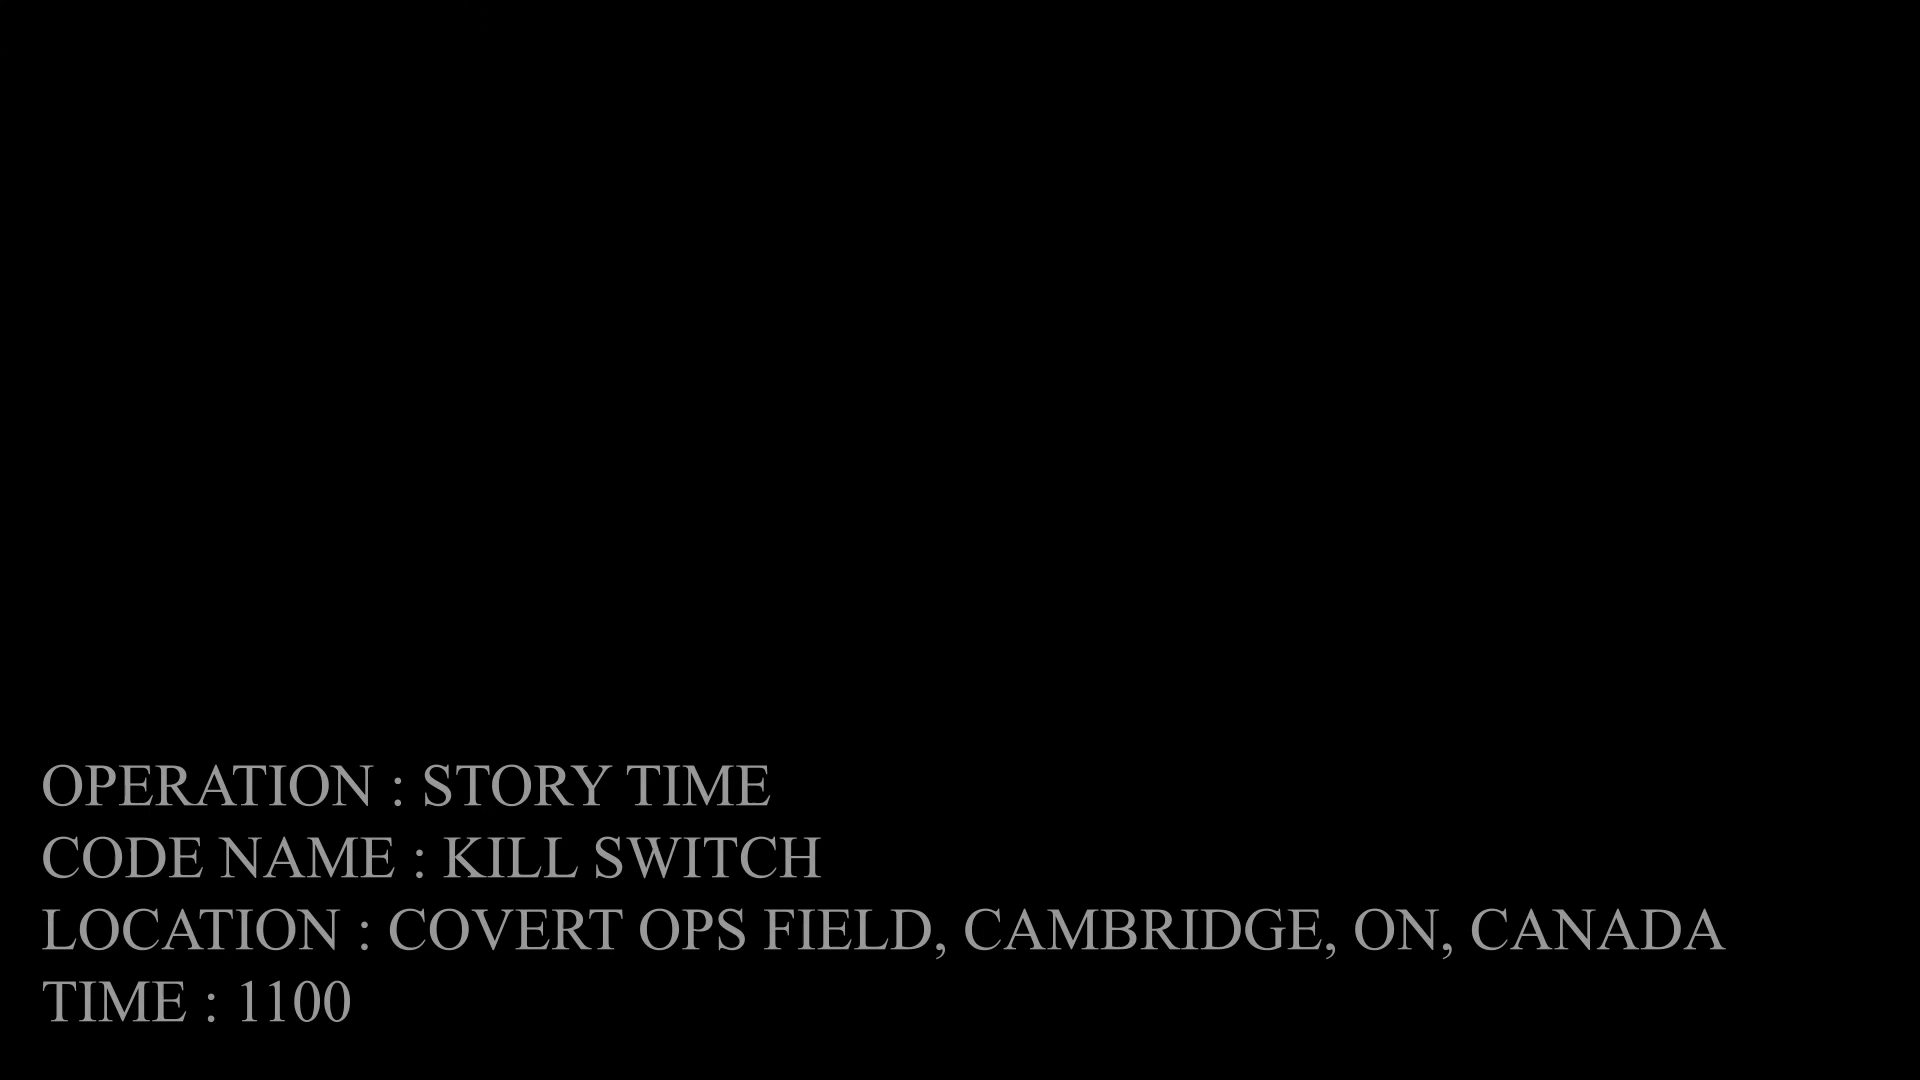 OPERATION : STORY TIME
CODE NAME : KILL SWITCH
LOCATION : COVERT OPS FIELD, CAMBRIDGE, ON, CANADA
TIME : 1100